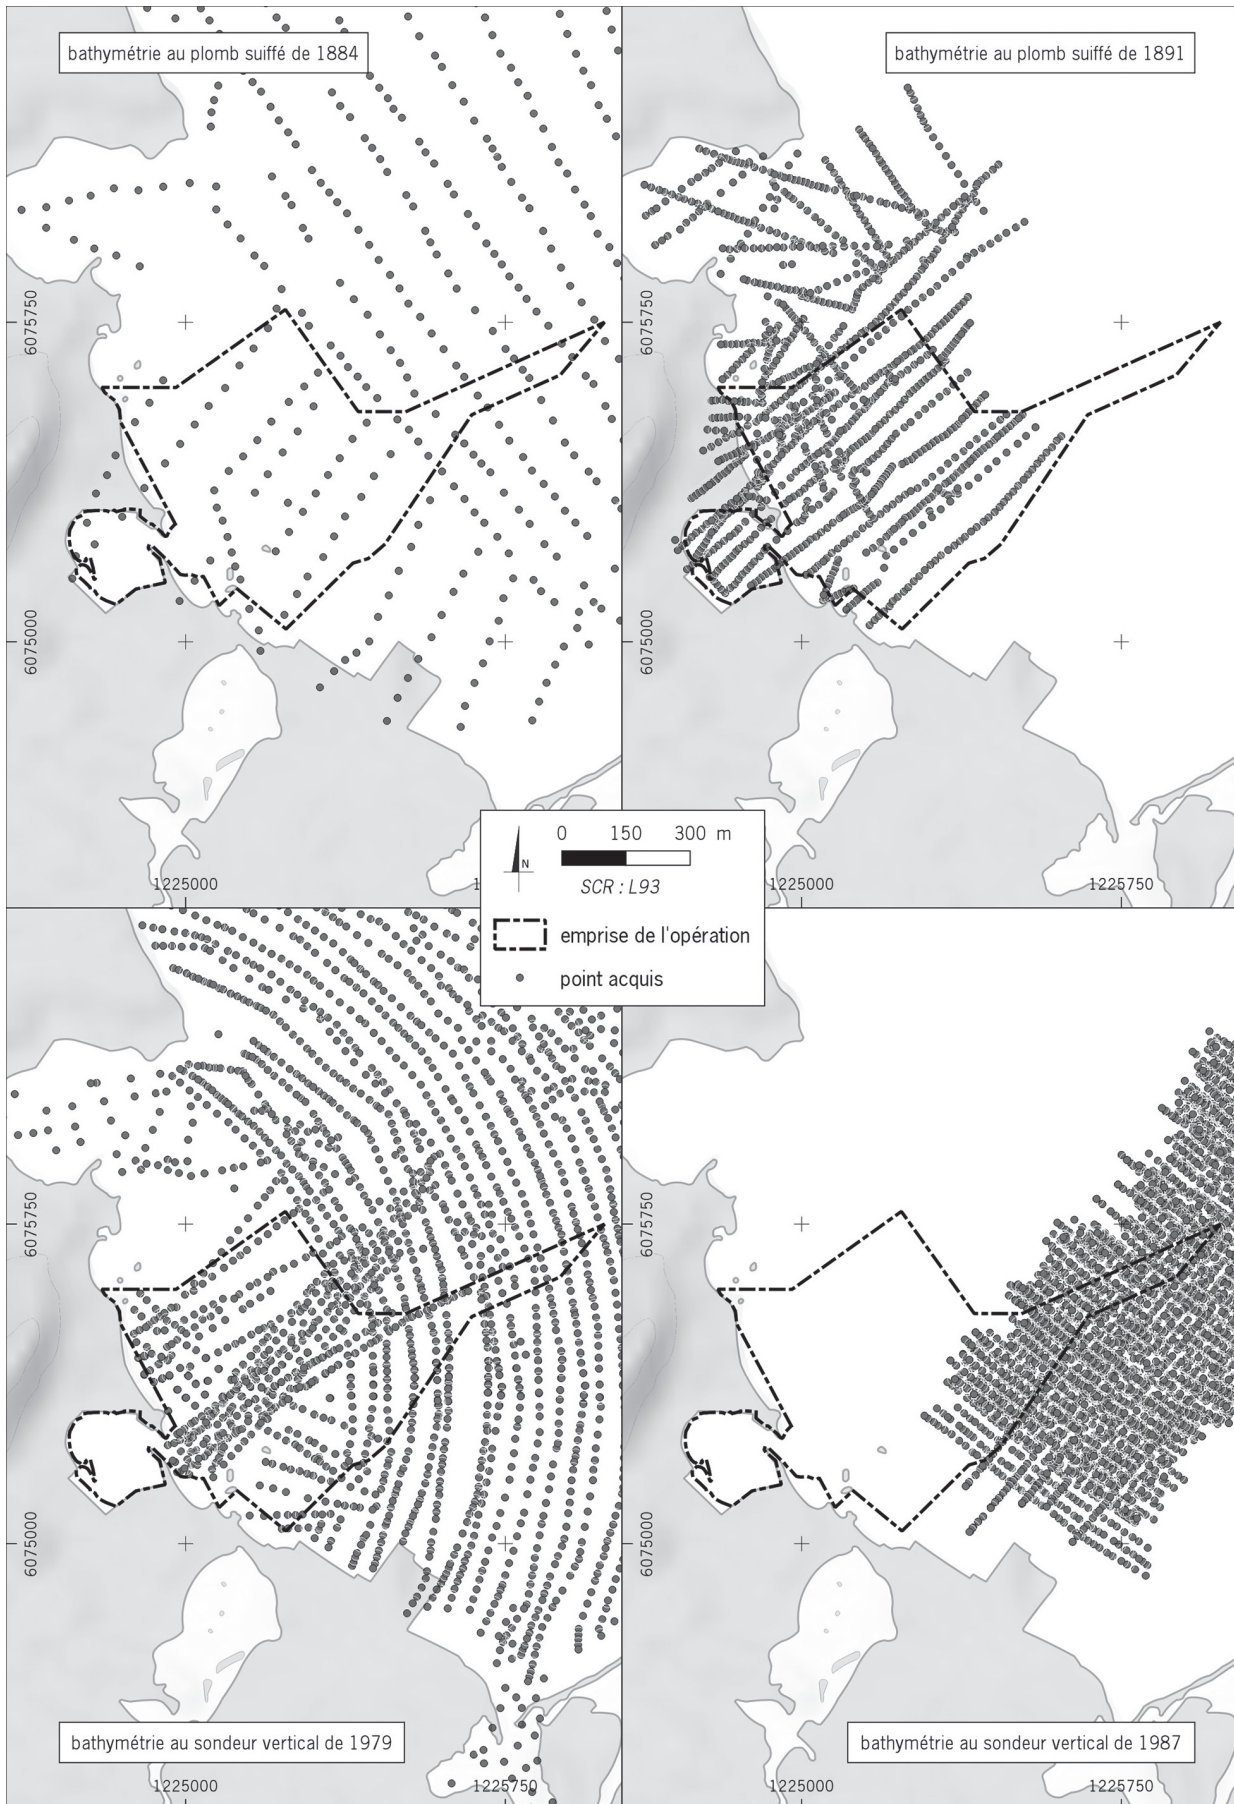 bathymétrie au plomb suiffé de 1884
bathymétrie au plomb suiffé de 1891
6075750
6075750
6075000
6075000
0 150 300 m
N
SCR : L93
1225000
1
1225000
1225750
emprise de l'opération
point acquis
6075750
6075750
6075000
6075000
bathymétrie au sondeur vertical de 1979
bathymétrie au sondeur vertical de 1987
1225000
1225750
1225000
1225750